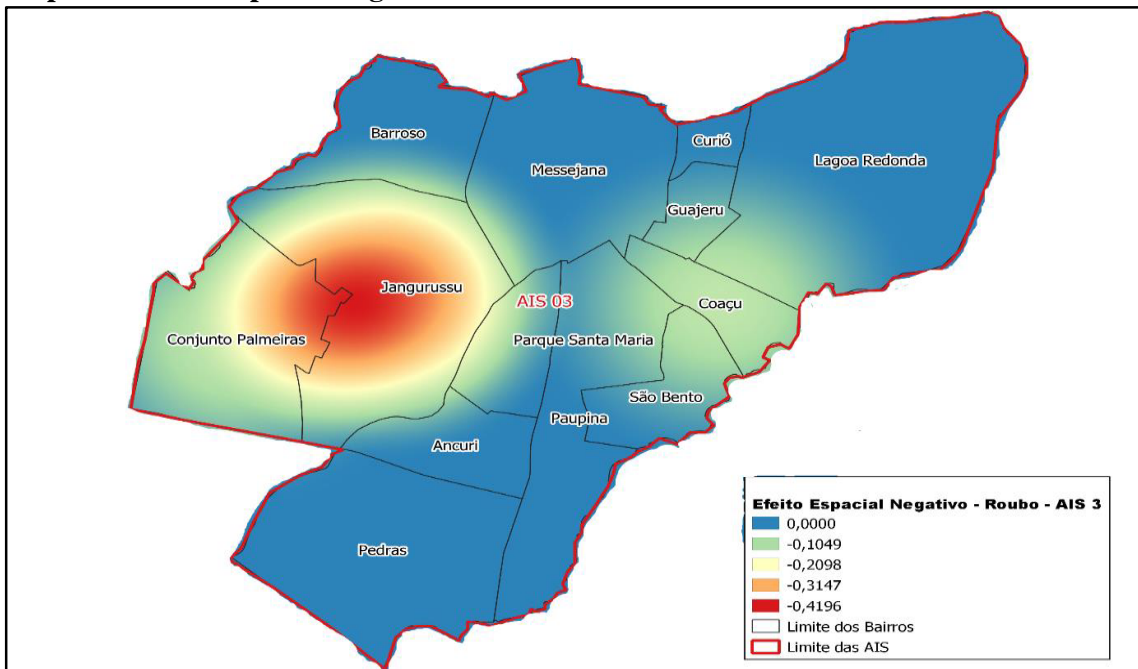 Barroso
Messejana
Curió
Lagoa Redonda
Guajeru
Jangurussu
AIS 03
Coaçu
Conjunto Palmeiras
Parque Santa Maria
São Bento
Paupina
Ancuri
Pedras
Efeito Espacial Negativo - Roubo - AIS 3
0,0000
-0,1049
-0,2098
-0,3147
-0,4196
Limite dos Bairros
Limite das AIS